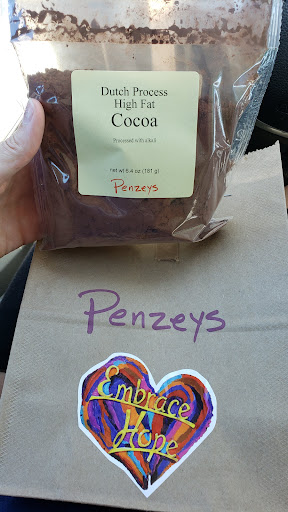 Dutch Process
High Fat
Cocoa
Processed with alkali
Net wt 6.4 oz (181 g)
Penzeys
Penzeys
Embrace
Hope